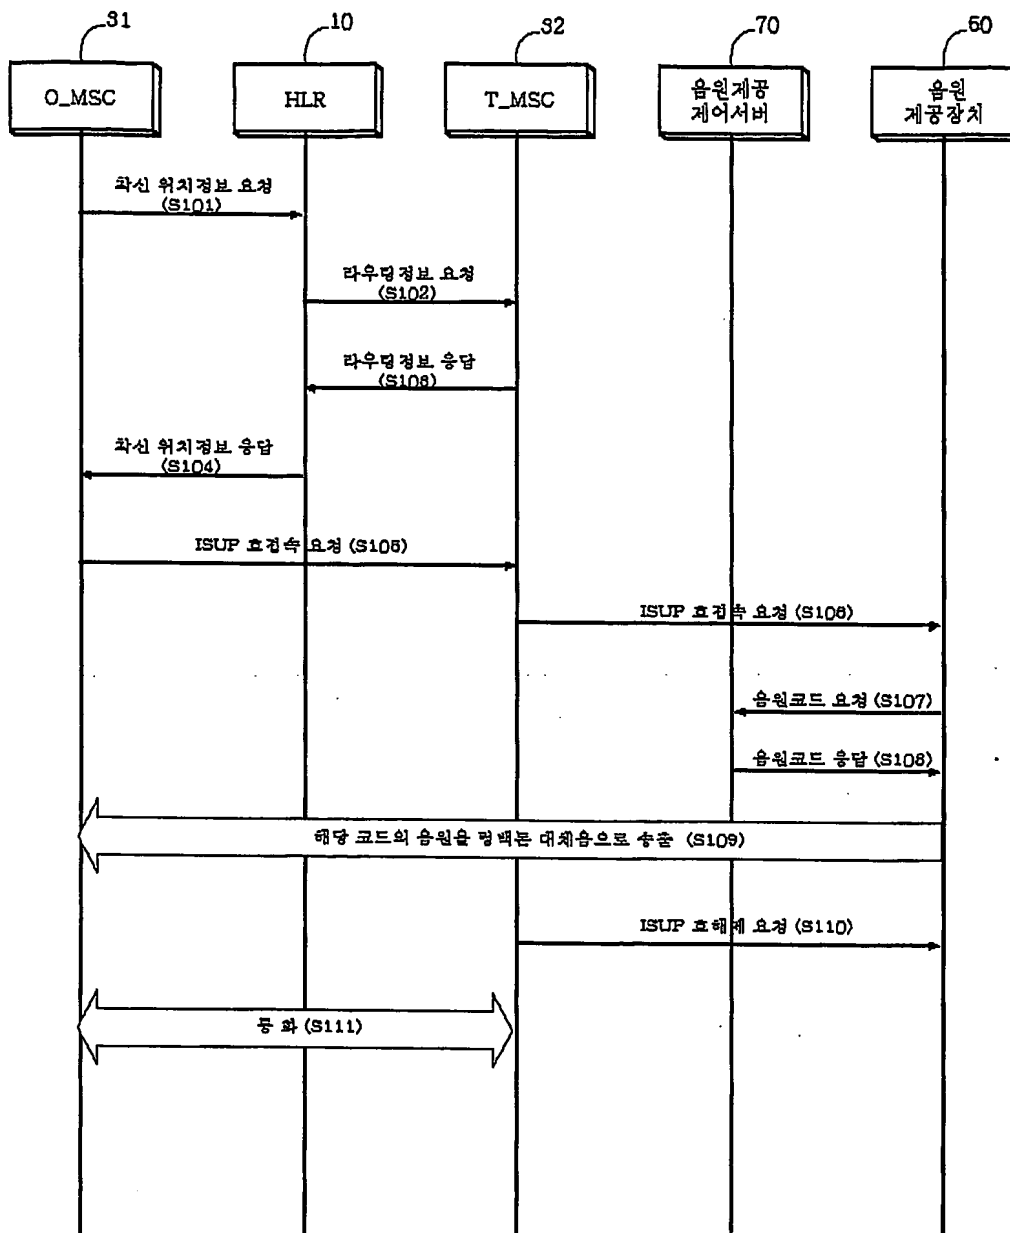 31
10
32
70
60
O_MSC
HLR
T_MSC
음원제공
제어서버
음원
제공장치
착신 위치정보 요청
(S101)
라우팅정보 요청
(S102)
라우팅정보 응답
(S103)
착신 위치정보 응답
(S104)
ISUP 호접속 요청 (S105)
ISUP 호접속 요청 (S106)
음원코드 요청 (S107)
음원코드 응답 (S108)
해당 코드의 음원을 링백톤 대체음으로 송출 (S109)
ISUP 호해제 요청 (S110)
통 화 (S111)